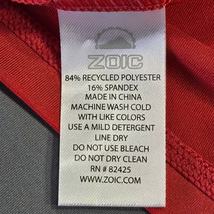 ZOIC
84% RECYCLED POLYESTER
16% SPANDEX
MADE IN CHINA
MACHINE WASH COLD
WITH LIKE COLORS
USE A MILD DETERGENT
LINE DRY
DO NOT USE BLEACH
DO NOT DRY CLEAN
RN # 82425
WWW.ZOIC.COM